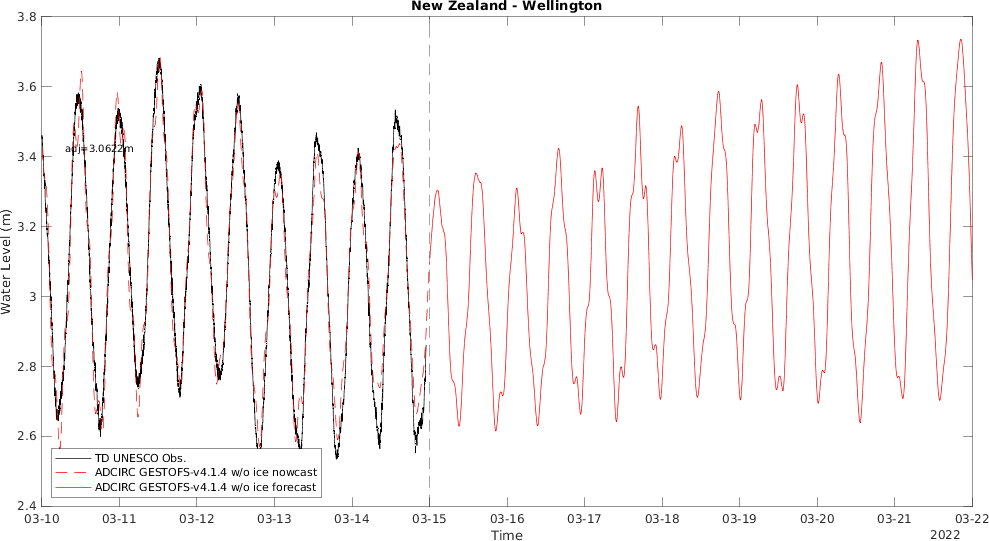 New Zealand - Wellington
3.8
3.6
3.4
3.2
3
2.8
2.6
2.4
Water Level (m)
adj=3.0622m
TD UNESCO Obs.
ADCIRC GESTOFS-v4.1.4 w/o ice nowcast
ADCIRC GESTOFS-v4.1.4 w/o ice forecast
03-10 03-11 03-12 03-13 03-14 03-15 03-16 03-17 03-18 03-19 03-20 03-21 03-22
Time
2022